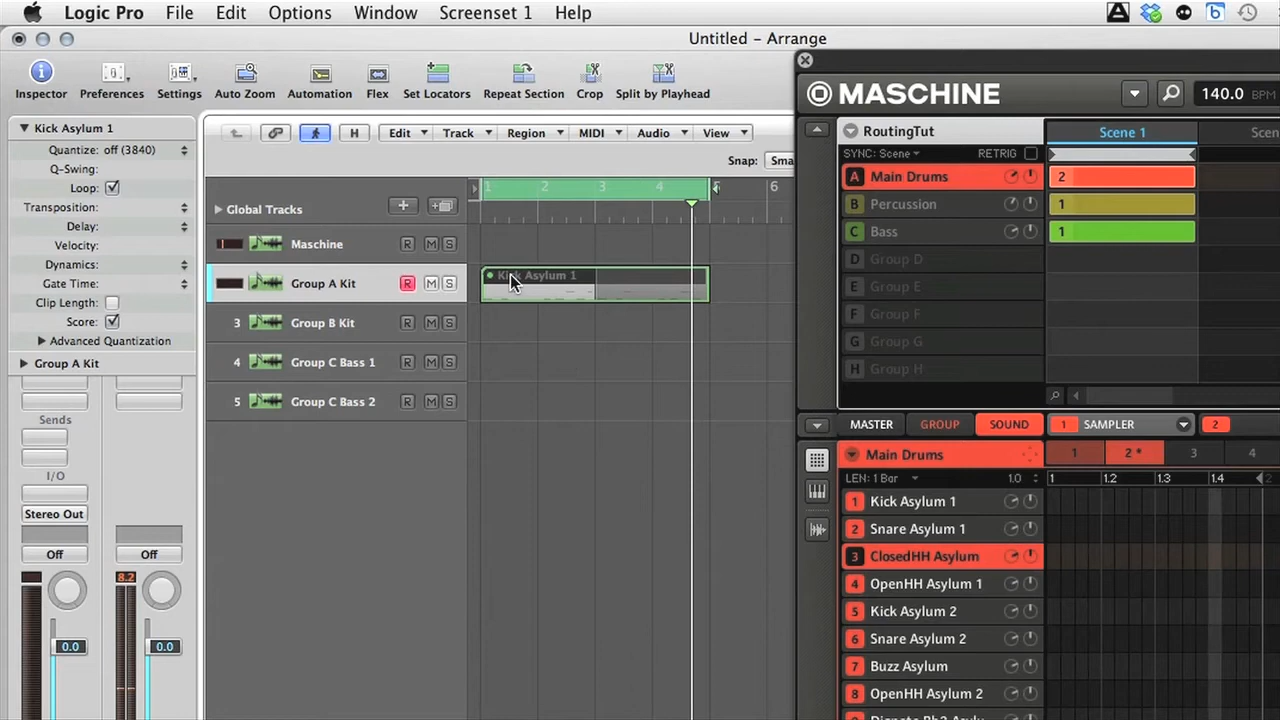 Logic Pro File Edit Options Window Screenset 1 Help
Untitled – Arrange
Inspector Preferences Settings Auto Zoom Automation Flex Set Locators Repeat Section Crop Split by Playhead
MASCHINE 140.0 BPM
Kick Asylum 1
Edit Track Region MIDI Audio View
H
RoutingTut Scene 1
Quantize: off (3840)
SYNC: Scene RETRIG
Q-Swing:
Snap:
Loop:
Transposition:
Delay:
Velocity:
Dynamics:
Gate Time:
Clip Length:
Score:
Advanced Quantization
Group A Kit
1 2 3 4 5 6
Global Tracks
Maschine R M S
Group A Kit R M S
Kick Asylum 1
3 Group B Kit R M S
4 Group C Bass 1 R M S
5 Group C Bass 2 R M S
A Main Drums 2
B Percussion 1
C Bass 1
D Group D
E Group E
F Group F
G Group G
H Group H
MASTER GROUP SOUND 1 SAMPLER 2
Main Drums 1 2 * 3 4
LEN: 1 Bar 1.0 1 1.2 1.3 1.4 2
1 Kick Asylum 1
2 Snare Asylum 1
3 ClosedHH Asylum
4 OpenHH Asylum 1
5 Kick Asylum 2
6 Snare Asylum 2
7 Buzz Asylum
8 OpenHH Asylum 2
Sends
I/O
Stereo Out
Off Off
8.2
0.0 0.0